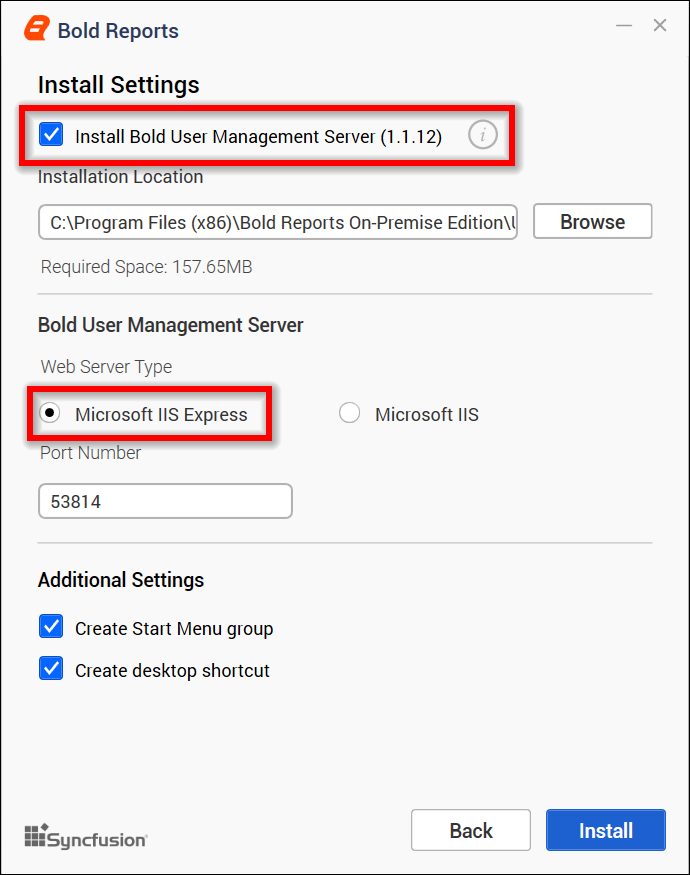 Bold Reports
Install Settings
Install Bold User Management Server (1.1.12)
Installation Location
C:\Program Files (x86)\Bold Reports On-Premise Edition\U
Browse
Required Space: 157.65MB
Bold User Management Server
Web Server Type
Microsoft IIS Express
Microsoft IIS
Port Number
53814
Additional Settings
Create Start Menu group
Create desktop shortcut
Syncfusion
Back
Install